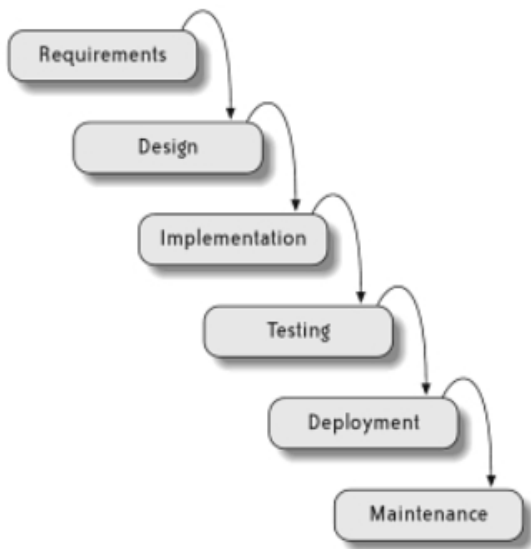 Requirements
Design
Implementation
Testing
Deployment
Maintenance